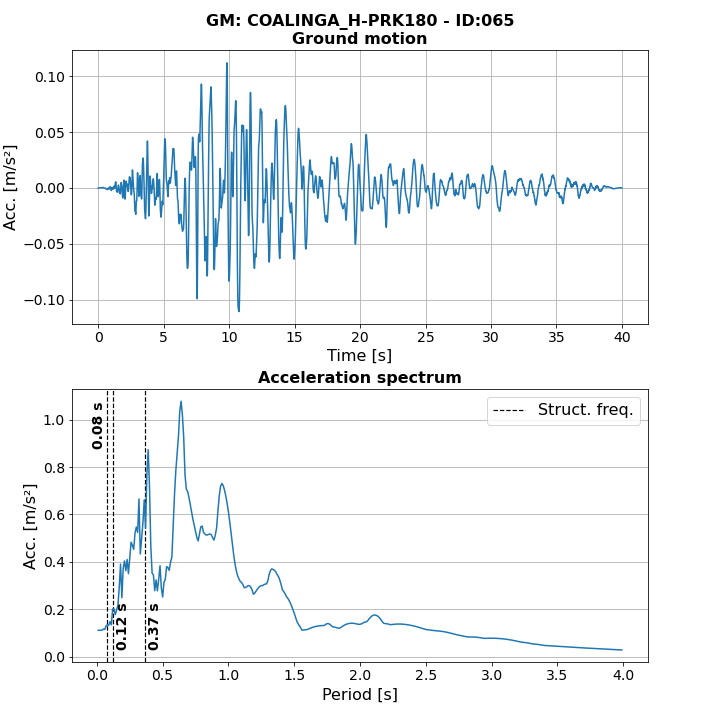 GM: COALINGA_H-PRK180 - ID:065
Ground motion
Acc. [m/s²]
0.10
0.05
0.00
−0.05
−0.10
0 5 10 15 20 25 30 35 40
Time [s]
Acceleration spectrum
Acc. [m/s²]
1.0
0.8
0.6
0.4
0.2
0.0
0.08 s
0.12 s
0.37 s
Struct. freq.
0.0 0.5 1.0 1.5 2.0 2.5 3.0 3.5 4.0
Period [s]